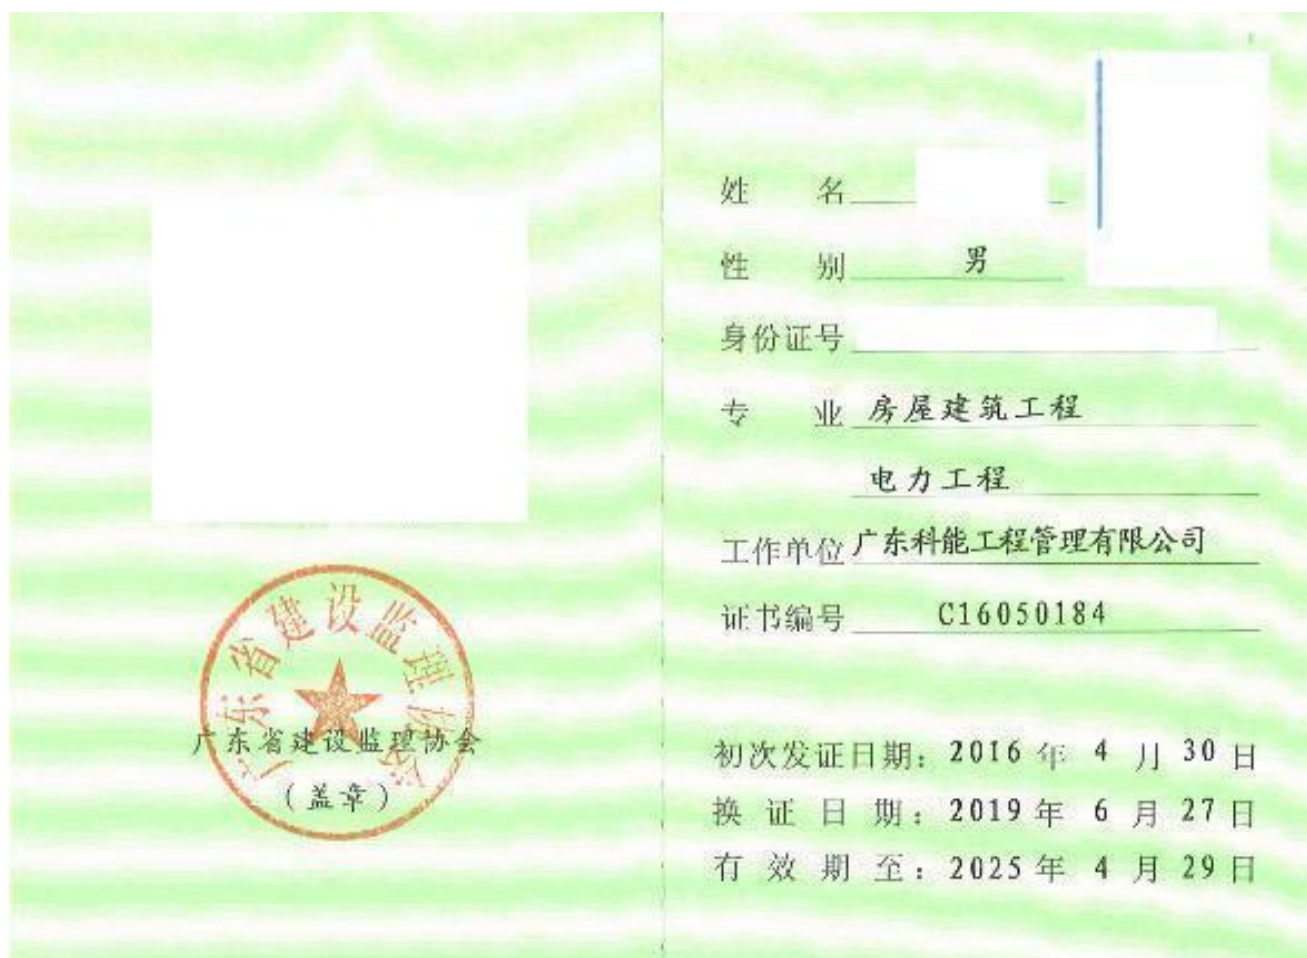 广东省建设监理协会
广东省建设监理协会
（盖章）
姓名
性别 男
身份证号
专业 房屋建筑工程
电力工程
工作单位 广东科能工程管理有限公司
证书编号 C16050184
初次发证日期：2016 年 4 月 30 日
换证日期：2019 年 6 月 27 日
有效期至：2025 年 4 月 29 日